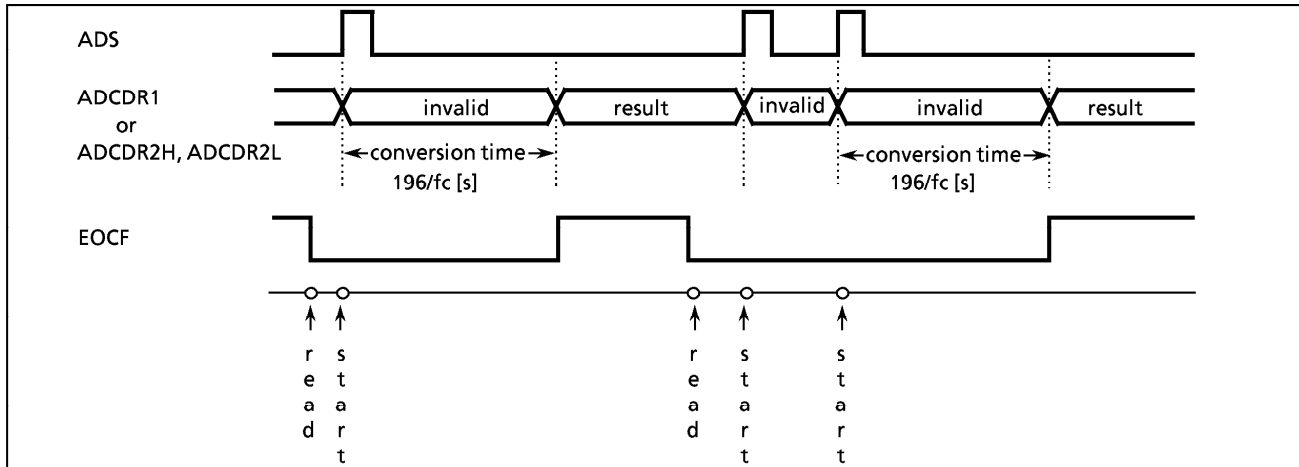 ADS
ADCDR1
or
ADCDR2H, ADCDR2L
invalid
result
invalid
invalid
result
conversion time
196/fc [s]
conversion time
196/fc [s]
EOCF
read
start
read
start
start